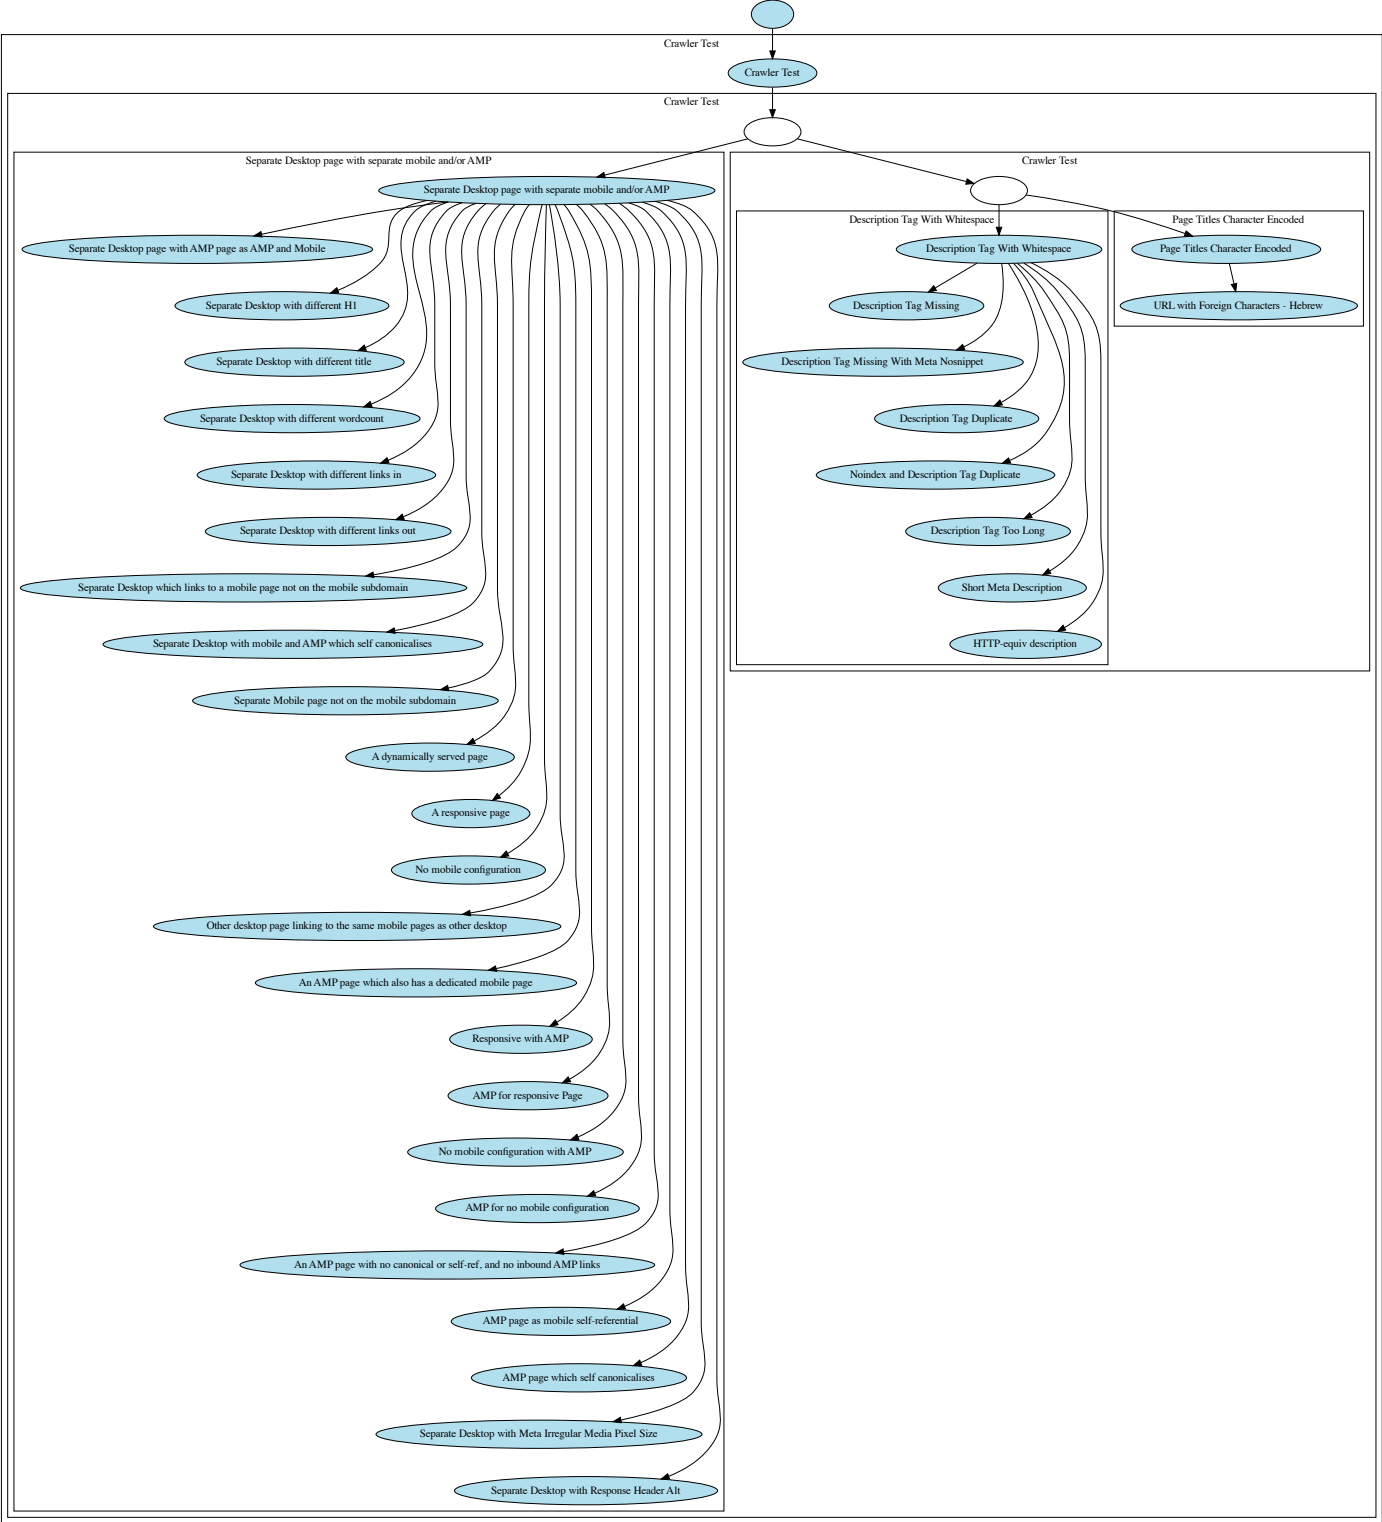 Crawler Test
Crawler Test
Crawler Test
Separate Desktop page with separate mobile and/or AMP
Separate Desktop page with separate mobile and/or AMP
Separate Desktop page with AMP page as AMP and Mobile
Separate Desktop with different H1
Separate Desktop with different title
Separate Desktop with different wordcount
Separate Desktop with different links in
Separate Desktop with different links out
Separate Desktop which links to a mobile page not on the mobile subdomain
Separate Desktop with mobile and AMP which self canonicalises
Separate Mobile page not on the mobile subdomain
A dynamically served page
A responsive page
No mobile configuration
Other desktop page linking to the same mobile pages as other desktop
An AMP page which also has a dedicated mobile page
Responsive with AMP
AMP for responsive Page
No mobile configuration with AMP
AMP for no mobile configuration
An AMP page with no canonical or self-ref, and no inbound AMP links
AMP page as mobile self-referential
AMP page which self canonicalises
Separate Desktop with Meta Irregular Media Pixel Size
Separate Desktop with Response Header Alt
Crawler Test
Description Tag With Whitespace
Description Tag With Whitespace
Description Tag Missing
Description Tag Missing With Meta Nosnippet
Description Tag Duplicate
Noindex and Description Tag Duplicate
Description Tag Too Long
Short Meta Description
HTTP-equiv description
Page Titles Character Encoded
Page Titles Character Encoded
URL with Foreign Characters - Hebrew